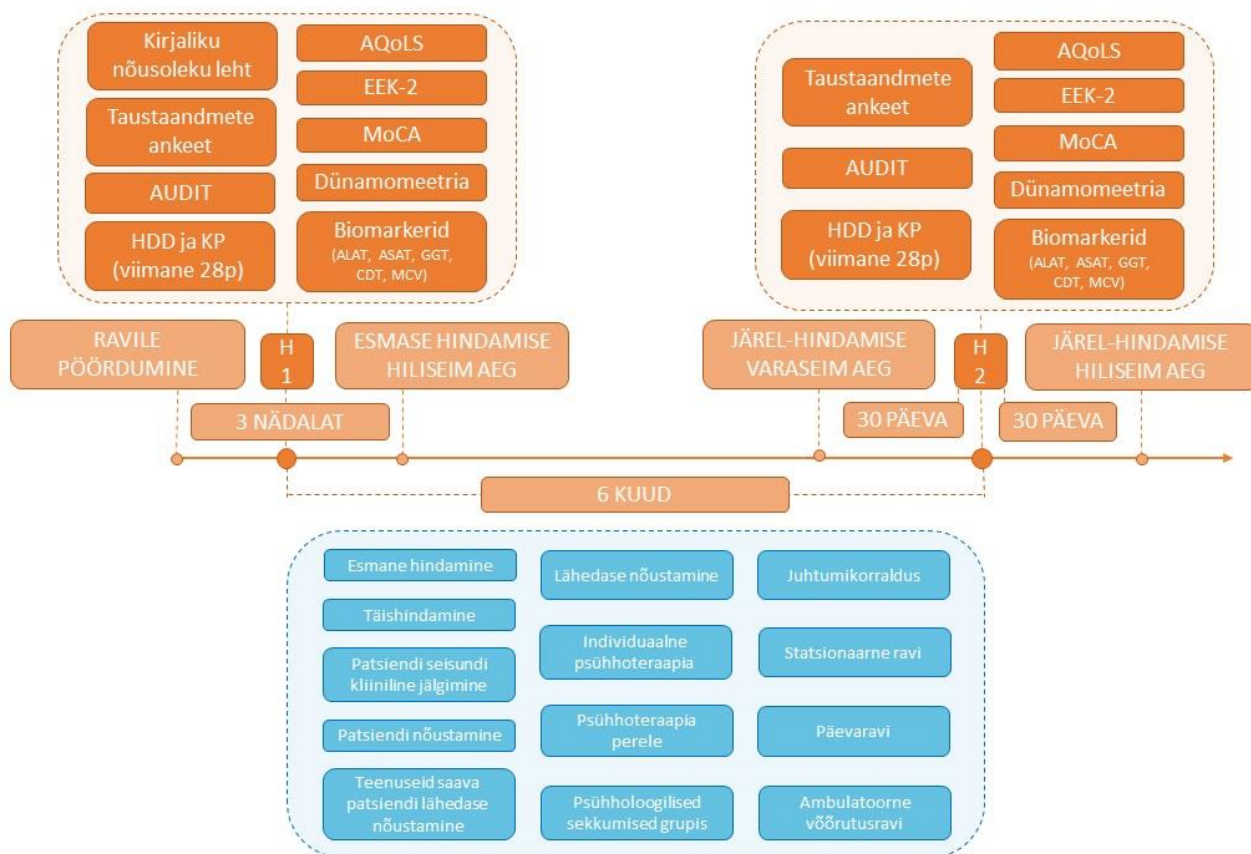 Kirjaliku
nõusoleku leht
Taustaandmete
ankeet
AUDIT
HDD ja KP
(viimane 28p)
AQoLS
EEK-2
MoCA
Dünamomeetria
Biomarkerid
(ALAT, ASAT, GGT,
CDT, MCV)
Taustaandmete
ankeet
AUDIT
HDD ja KP
(viimane 28p)
AQoLS
EEK-2
MoCA
Dünamomeetria
Biomarkerid
(ALAT, ASAT, GGT,
CDT, MCV)
RAVILE
PÖÖRDUMINE
H
1
ESMASE HINDAMISE
HILISEIM AEG
JÄREL-HINDAMISE
VARASEIM AEG
H
2
JÄREL-HINDAMISE
HILISEIM AEG
3 NÄDALAT
30 PÄEVA
30 PÄEVA
6 KUUD
Esmane hindamine
Täishindamine
Patsiendi seisundi
kliiniline jälgimine
Patsiendi nõustamine
Teenuseid saava
patsiendi lähedase
nõustamine
Lähedase nõustamine
Individuaalne
psühhoteraapia
Psühhoteraapia
perele
Psühholoogilised
sekkumised grupis
Juhtumikorraldus
Statsionaarne ravi
Päevaravi
Ambulatoorne
võõrutusravi